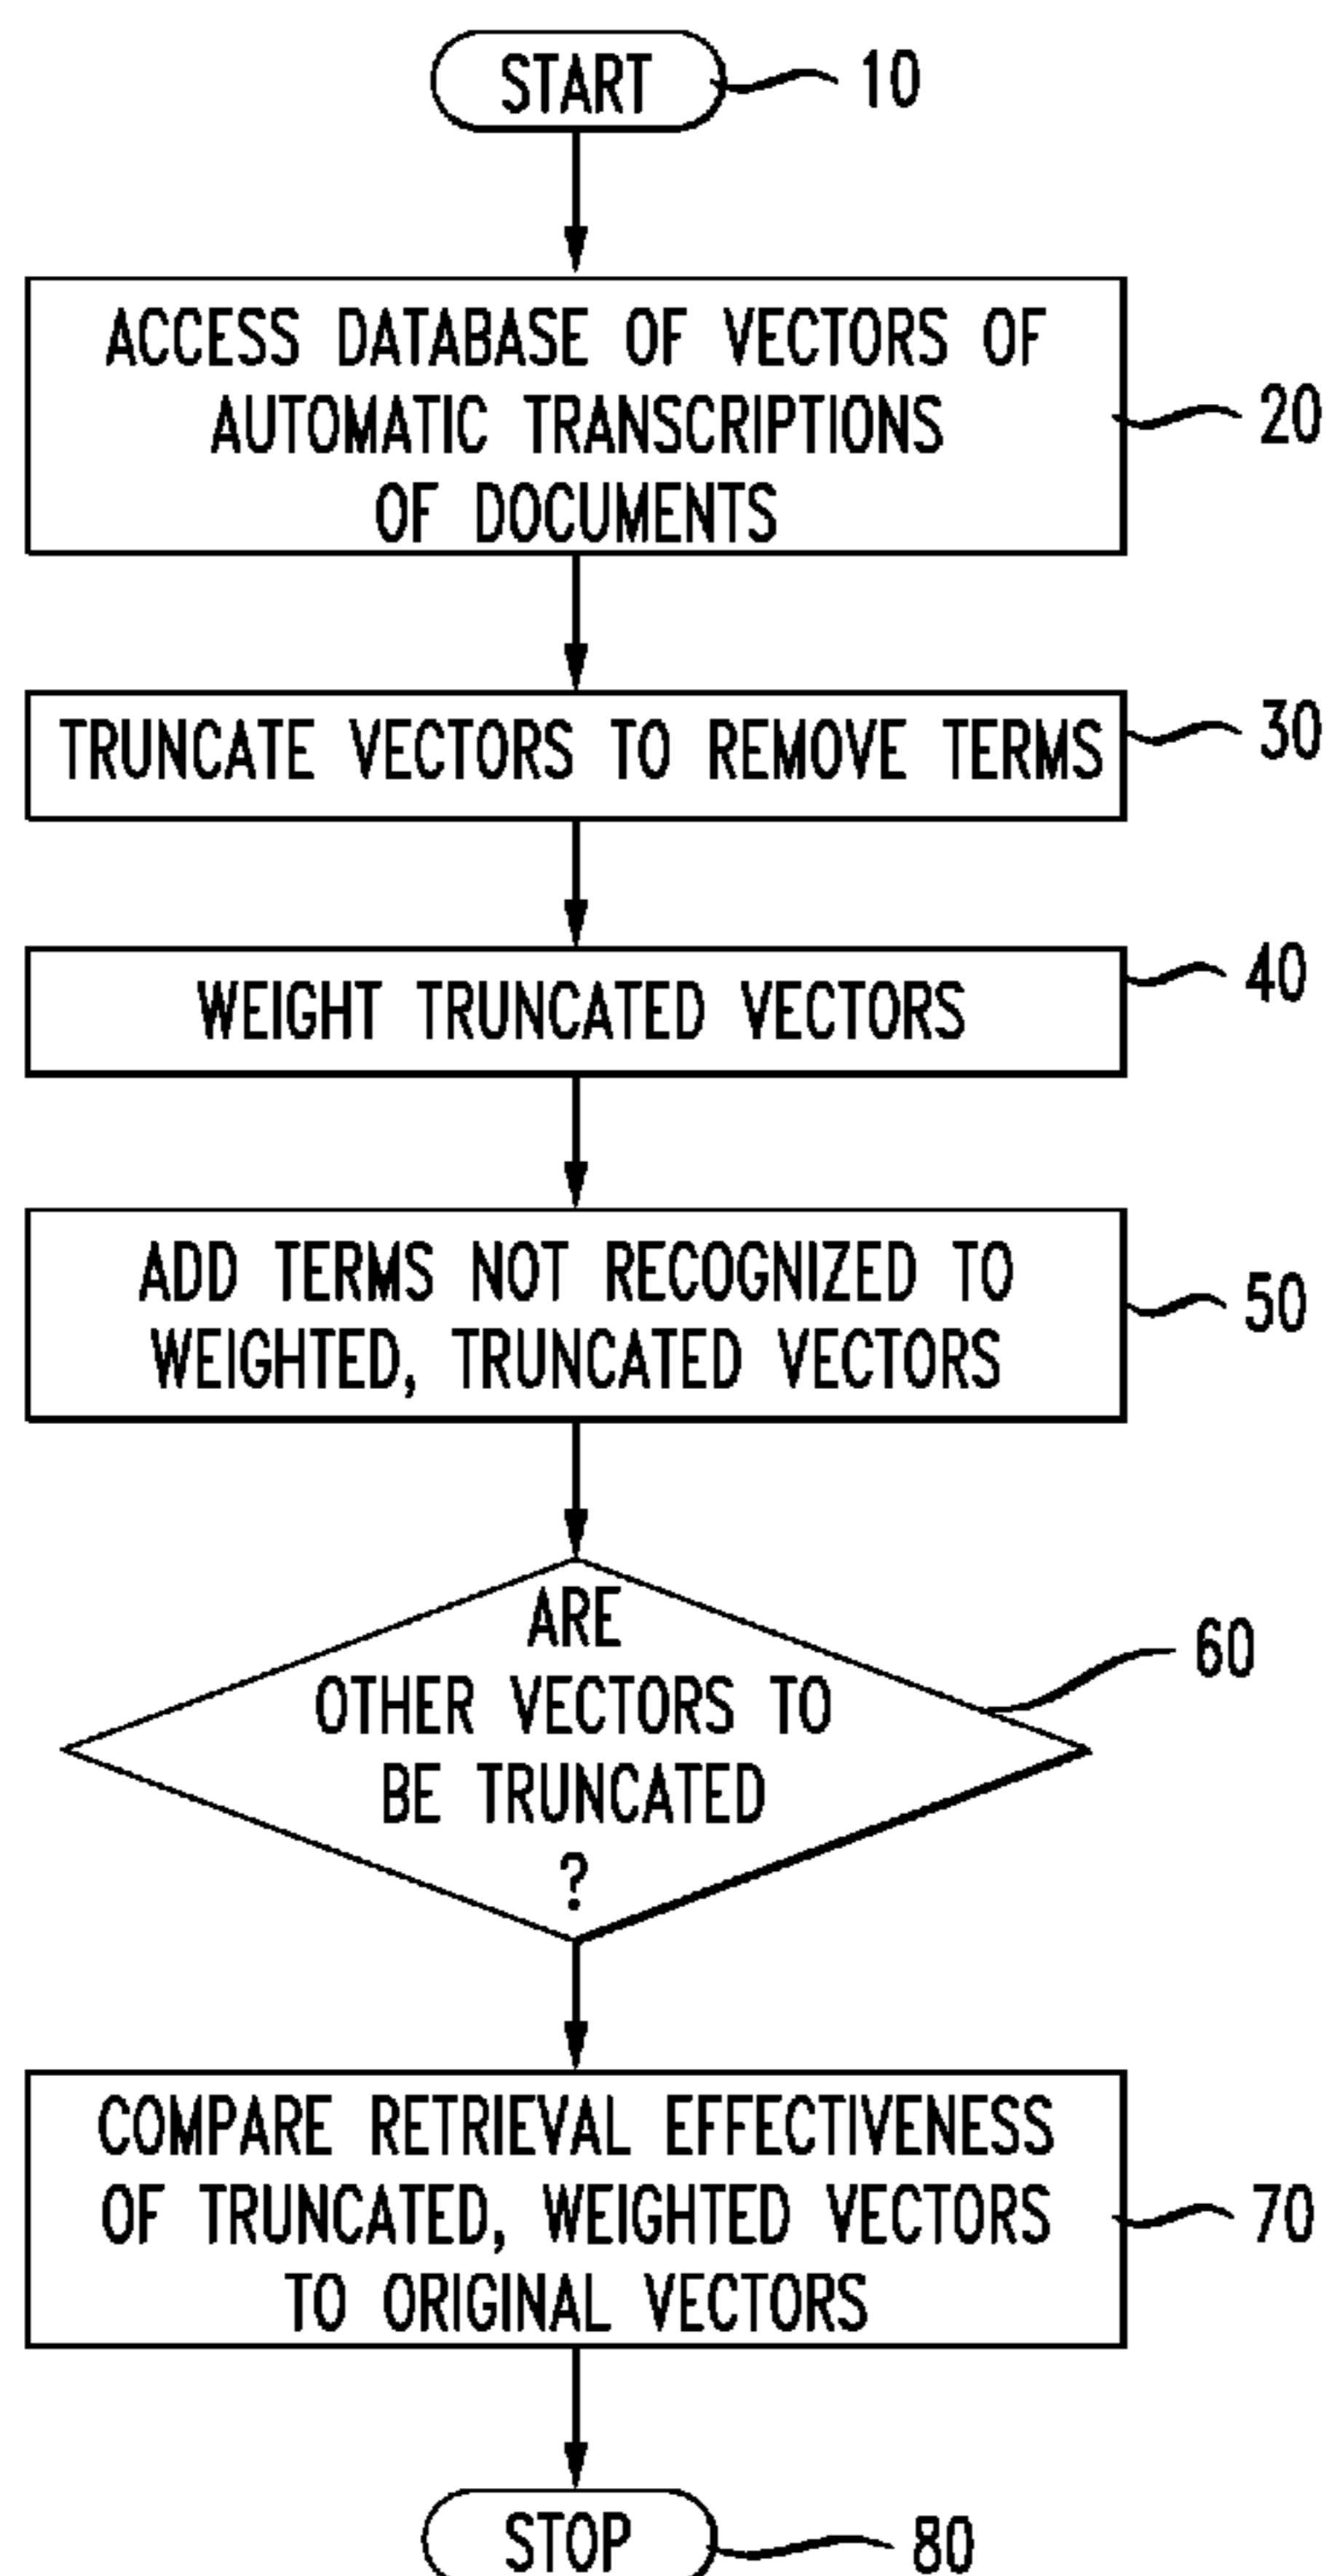 START
10
ACCESS DATABASE OF VECTORS OF
AUTOMATIC TRANSCRIPTIONS
OF DOCUMENTS
20
TRUNCATE VECTORS TO REMOVE TERMS
30
WEIGHT TRUNCATED VECTORS
40
ADD TERMS NOT RECOGNIZED TO
WEIGHTED, TRUNCATED VECTORS
50
ARE
OTHER VECTORS TO
BE TRUNCATED
?
60
COMPARE RETRIEVAL EFFECTIVENESS
OF TRUNCATED, WEIGHTED VECTORS
TO ORIGINAL VECTORS
70
STOP
80